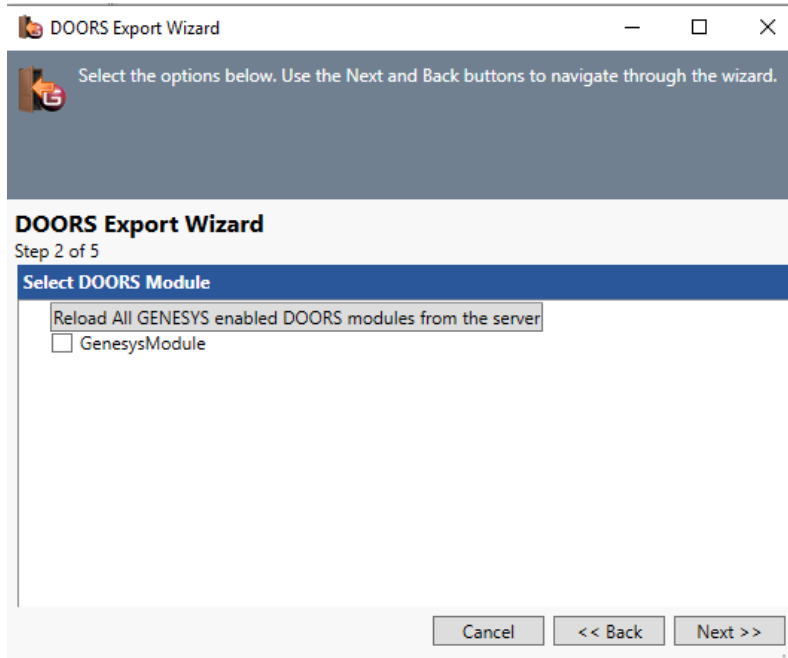 DOORS Export Wizard
Select the options below. Use the Next and Back buttons to navigate through the wizard.
G
DOORS Export Wizard
Step 2 of 5
Select DOORS Module
Reload All GENESYS enabled DOORS modules from the server
GenesysModule
Cancel
<< Back
Next >>